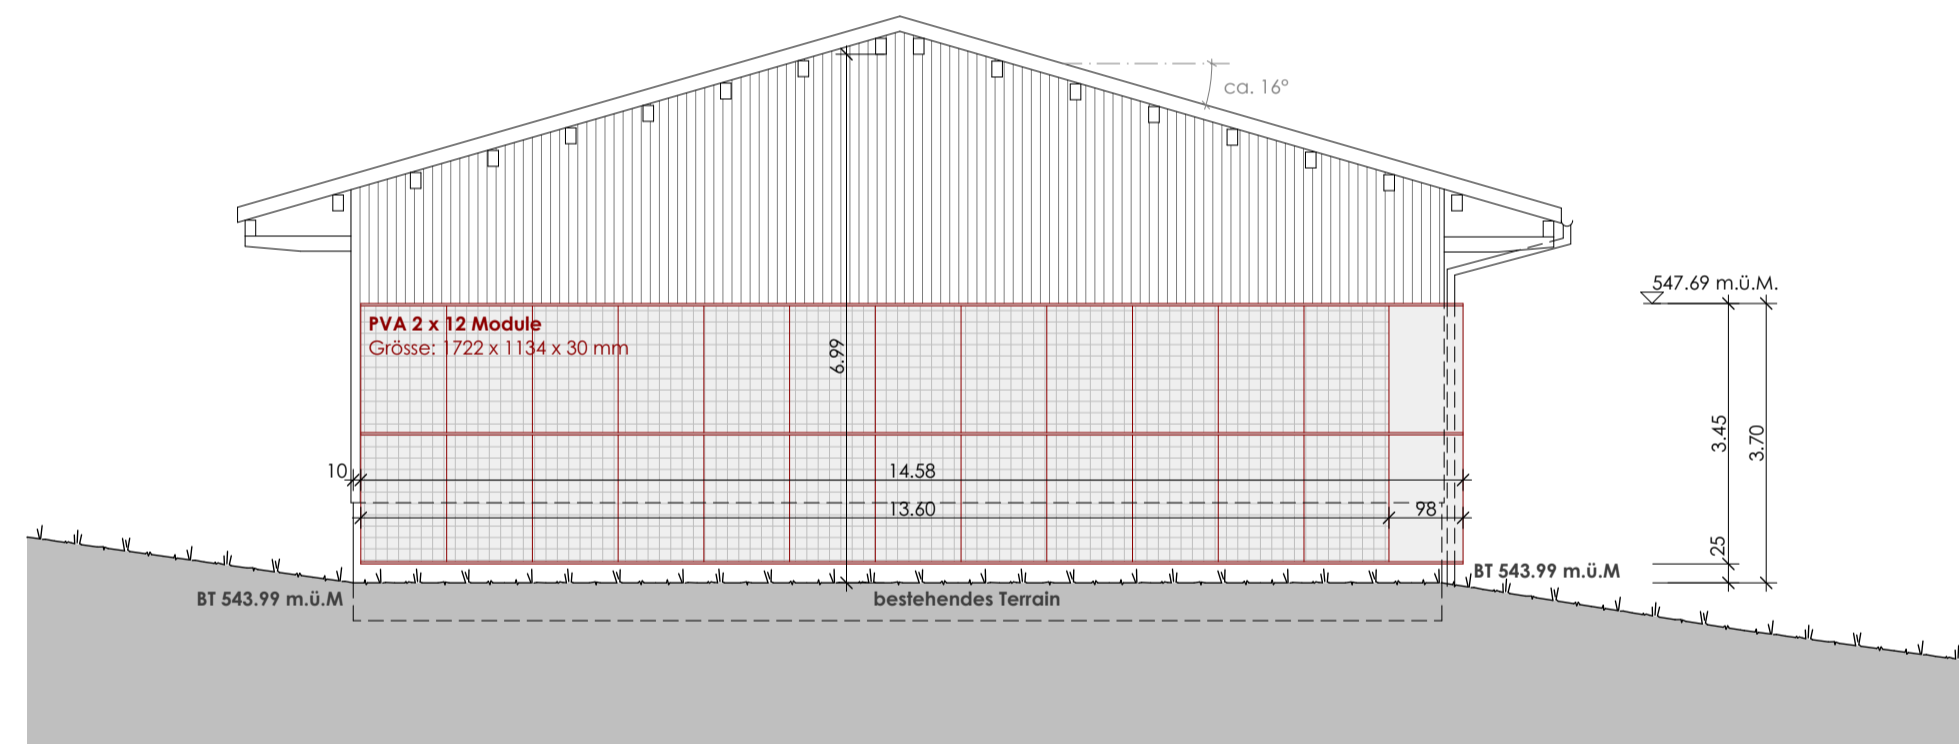 ca. 16°
547.69 m.ü.M.
PVA 2 x 12 Module
Grösse: 1722 x 1134 x 30 mm
6.99
3.45
3.70
10
14.58
13.60
98
25
BT 543.99 m.ü.M
BT 543.99 m.ü.M
bestehendes Terrain